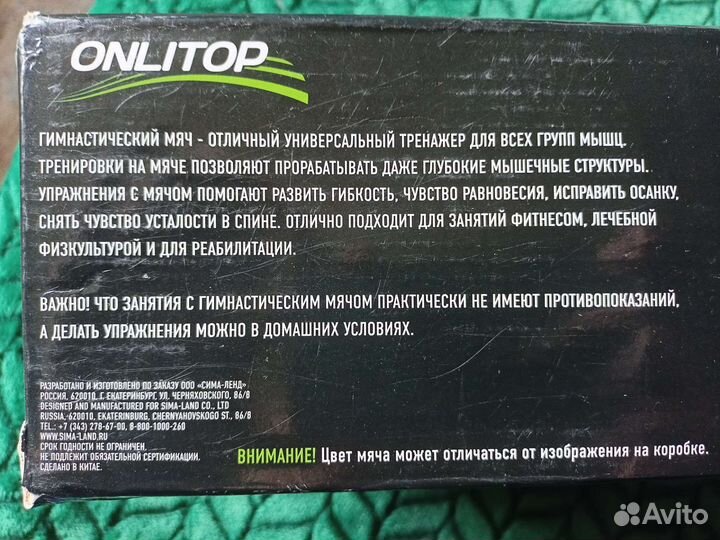 ONLITOP
ГИМНАСТИЧЕСКИЙ МЯЧ - ОТЛИЧНЫЙ УНИВЕРСАЛЬНЫЙ ТРЕНАЖЕР ДЛЯ ВСЕХ ГРУПП МЫШЦ.
ТРЕНИРОВКИ НА МЯЧЕ ПОЗВОЛЯЮТ ПРОРАБАТЫВАТЬ ДАЖЕ ГЛУБОКИЕ МЫШЕЧНЫЕ СТРУКТУРЫ.
УПРАЖНЕНИЯ С МЯЧОМ ПОМОГАЮТ РАЗВИТЬ ГИБКОСТЬ, ЧУВСТВО РАВНОВЕСИЯ, ИСПРАВИТЬ ОСАНКУ,
СНЯТЬ ЧУВСТВО УСТАЛОСТИ В СПИНЕ. ОТЛИЧНО ПОДХОДИТ ДЛЯ ЗАНЯТИЙ ФИТНЕСОМ, ЛЕЧЕБНОЙ
ФИЗКУЛЬТУРОЙ И ДЛЯ РЕАБИЛИТАЦИИ.
ВАЖНО! ЧТО ЗАНЯТИЯ С ГИМНАСТИЧЕСКИМ МЯЧОМ ПРАКТИЧЕСКИ НЕ ИМЕЮТ ПРОТИВОПОКАЗАНИЙ,
А ДЕЛАТЬ УПРАЖНЕНИЯ МОЖНО В ДОМАШНИХ УСЛОВИЯХ.
РАЗРАБОТАНО И ИЗГОТОВЛЕНО ПО ЗАКАЗУ ООО «СИМА-ЛЕНД»
РОССИЯ, 620010, Г. ЕКАТЕРИНБУРГ, УЛ. ЧЕРНЯХОВСКОГО, 86/8
DESIGNED AND MANUFACTURED FOR SIMA-LAND CO., LTD
RUSSIA, 620010, EKATERINBURG, CHERNYAHOVSKOGO ST., 86/8
ТЕЛ.: +7 (343) 278-67-00, 8-800-1000-260
WWW.SIMA-LAND.RU
СРОК ГОДНОСТИ НЕ ОГРАНИЧЕН.
НЕ ПОДЛЕЖИТ ОБЯЗАТЕЛЬНОЙ СЕРТИФИКАЦИИ.
СДЕЛАНО В КИТАЕ.
ВНИМАНИЕ! Цвет мяча может отличаться от изображения на коробке.
Avito